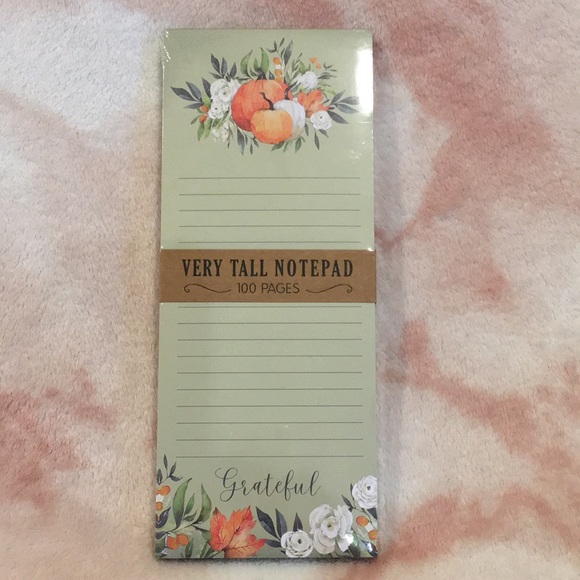 VERY TALL NOTEPAD
100 PAGES
Grateful